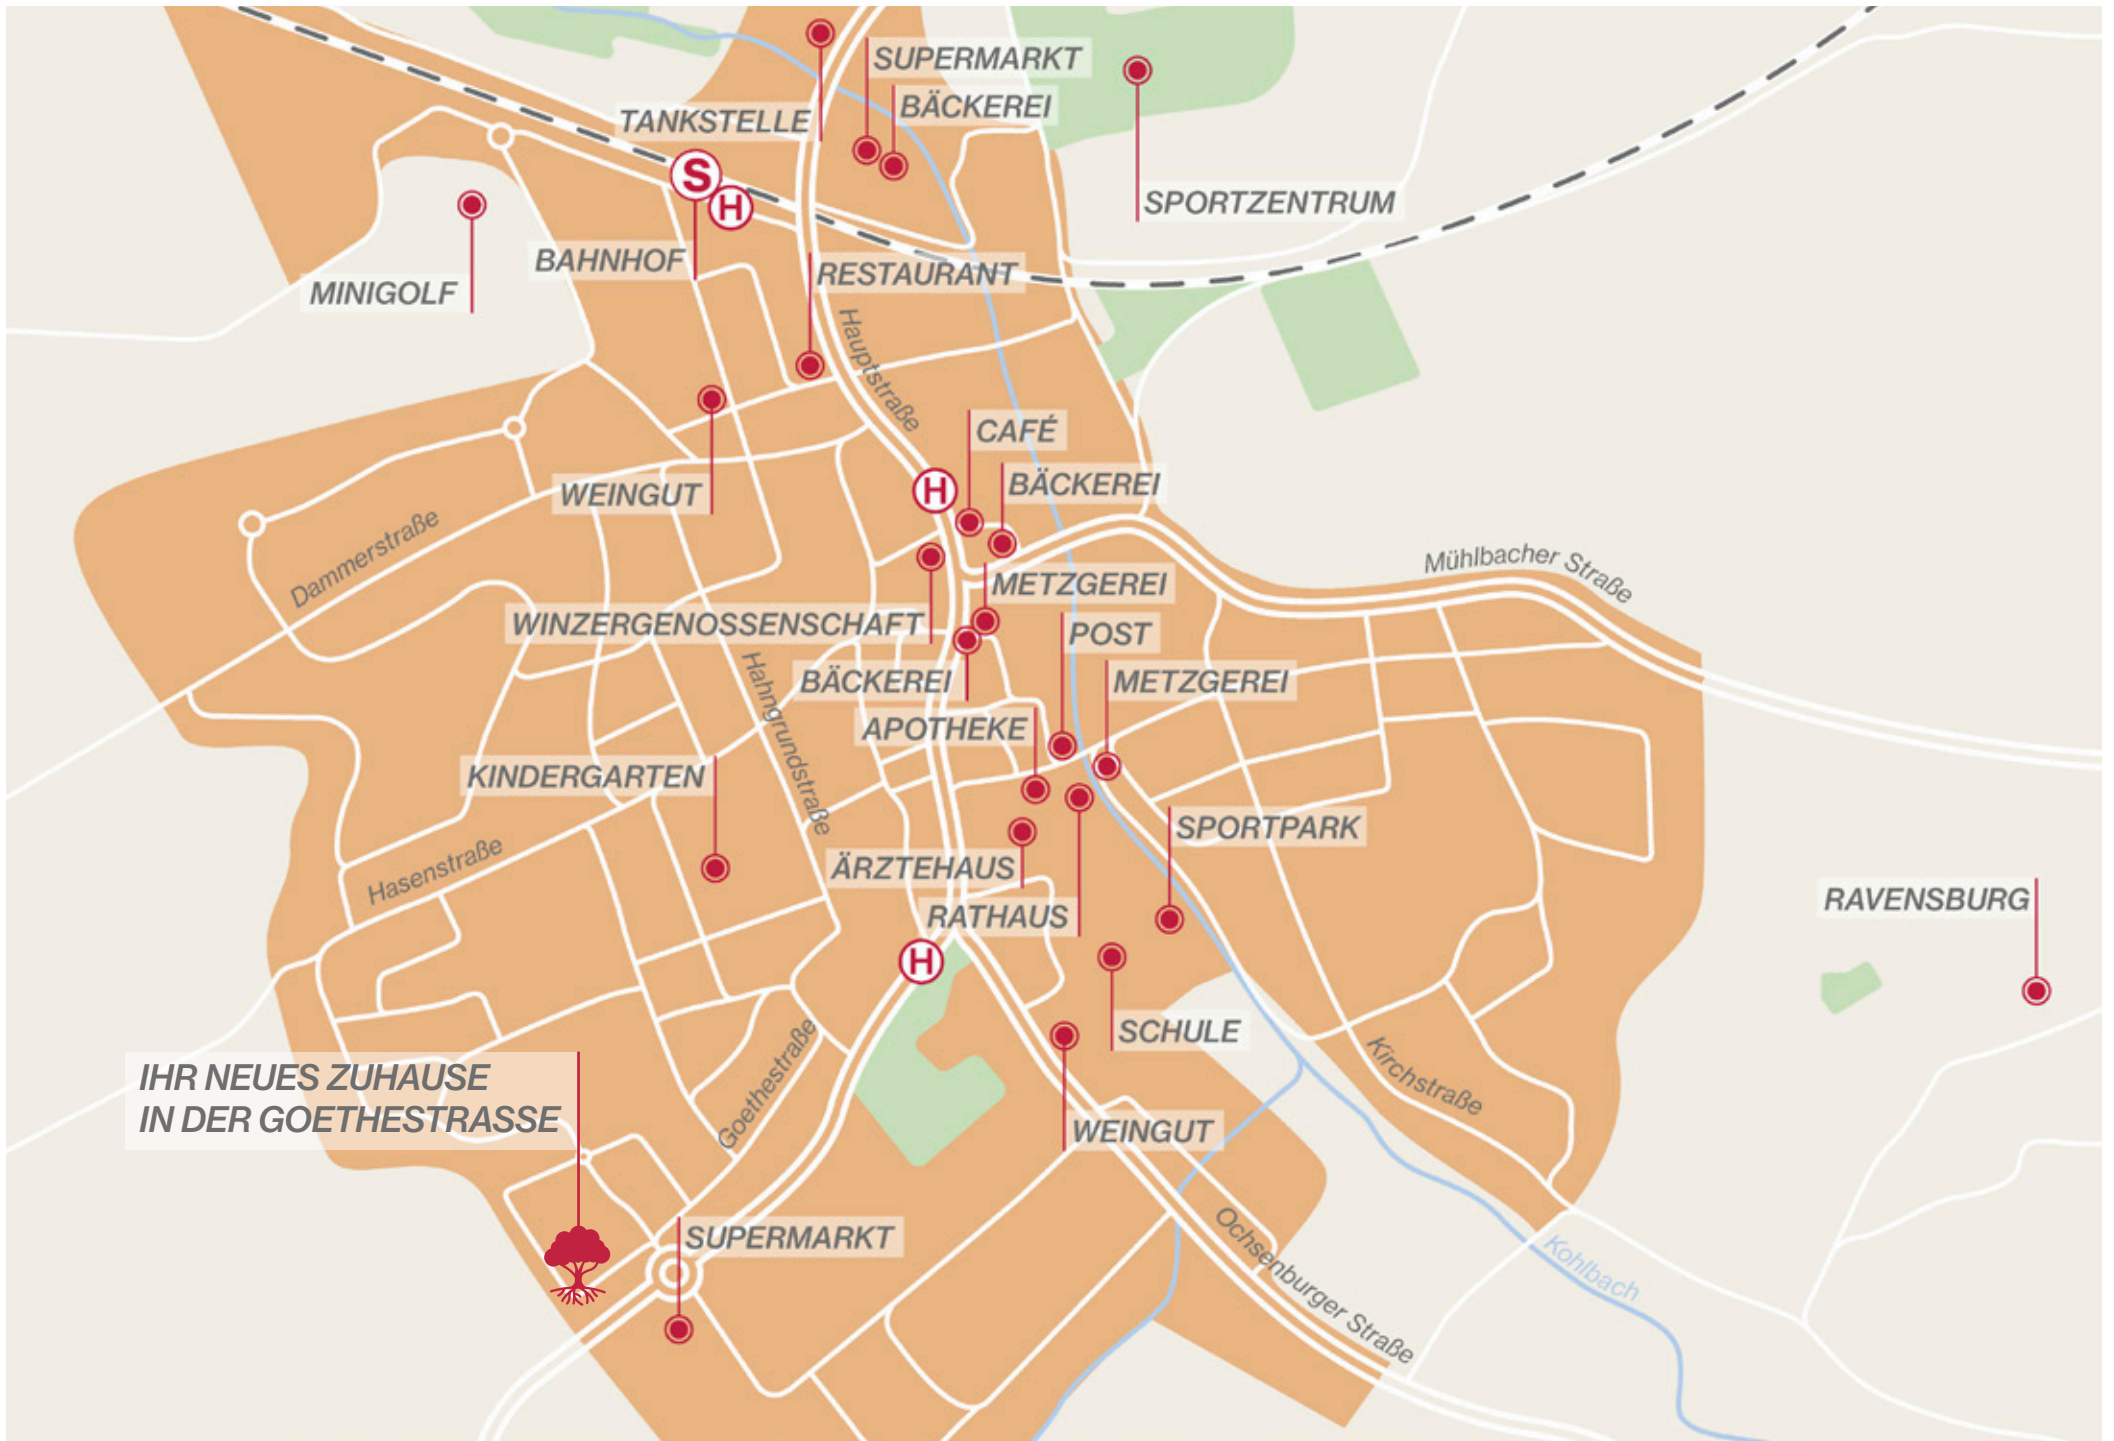 SUPERMARKT
BÄCKEREI
TANKSTELLE
S
H
SPORTZENTRUM
BAHNHOF
RESTAURANT
MINIGOLF
Hauptstraße
CAFÉ
BÄCKEREI
H
WEINGUT
Dammerstraße
Mühlbacher Straße
METZGEREI
WINZERGENOSSENSCHAFT
POST
BÄCKEREI
METZGEREI
Hahngrundstraße
APOTHEKE
KINDERGARTEN
SPORTPARK
Hasenstraße
ÄRZTEHAUS
RAVENSBURG
RATHAUS
H
SCHULE
Goethestraße
Kirchstraße
IHR NEUES ZUHAUSE
IN DER GOETHESTRASSE
WEINGUT
SUPERMARKT
Ochsenburger Straße
Kohlbach